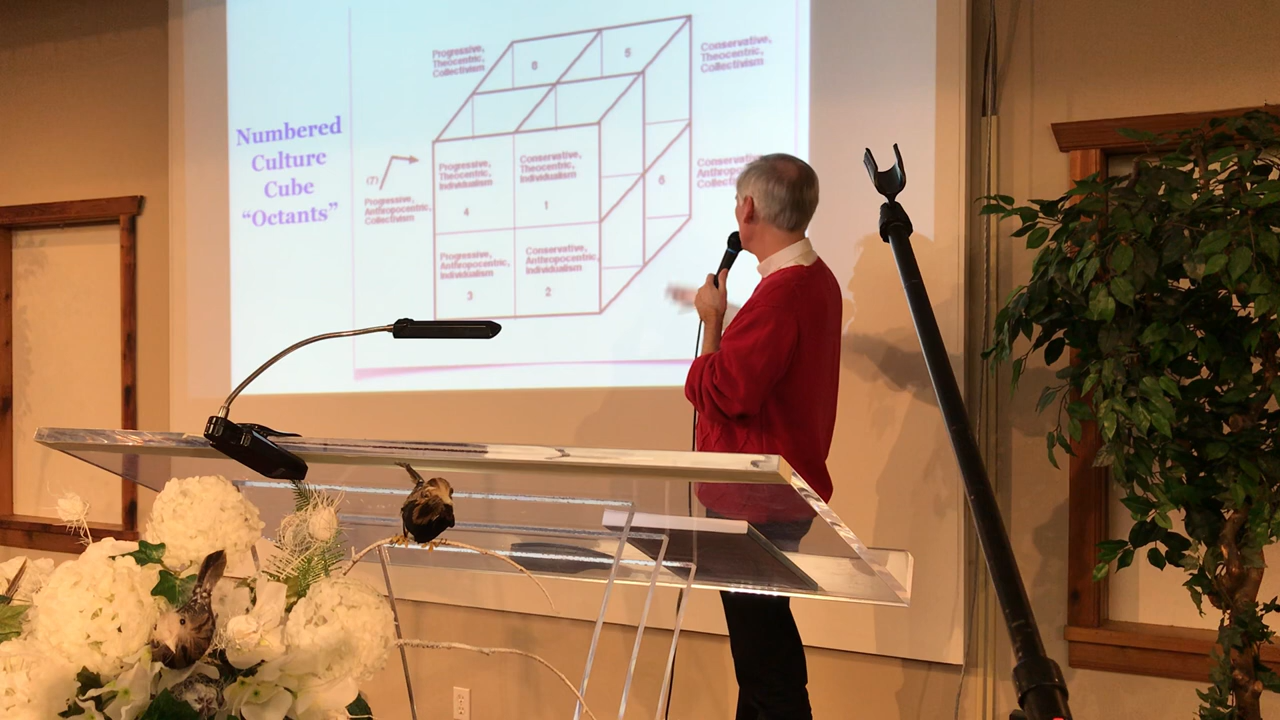 Numbered
Culture
Cube
“Octants”
Progressive,
Theocentric,
Collectivism
8
5
Conservative,
Theocentric,
Collectivism
(7)
Progressive,
Anthropocentric,
Collectivism
Progressive,
Theocentric,
Individualism
4
Conservative,
Theocentric,
Individualism
1
6
Progressive,
Anthropocentric,
Individualism
3
Conservative,
Anthropocentric,
Individualism
2